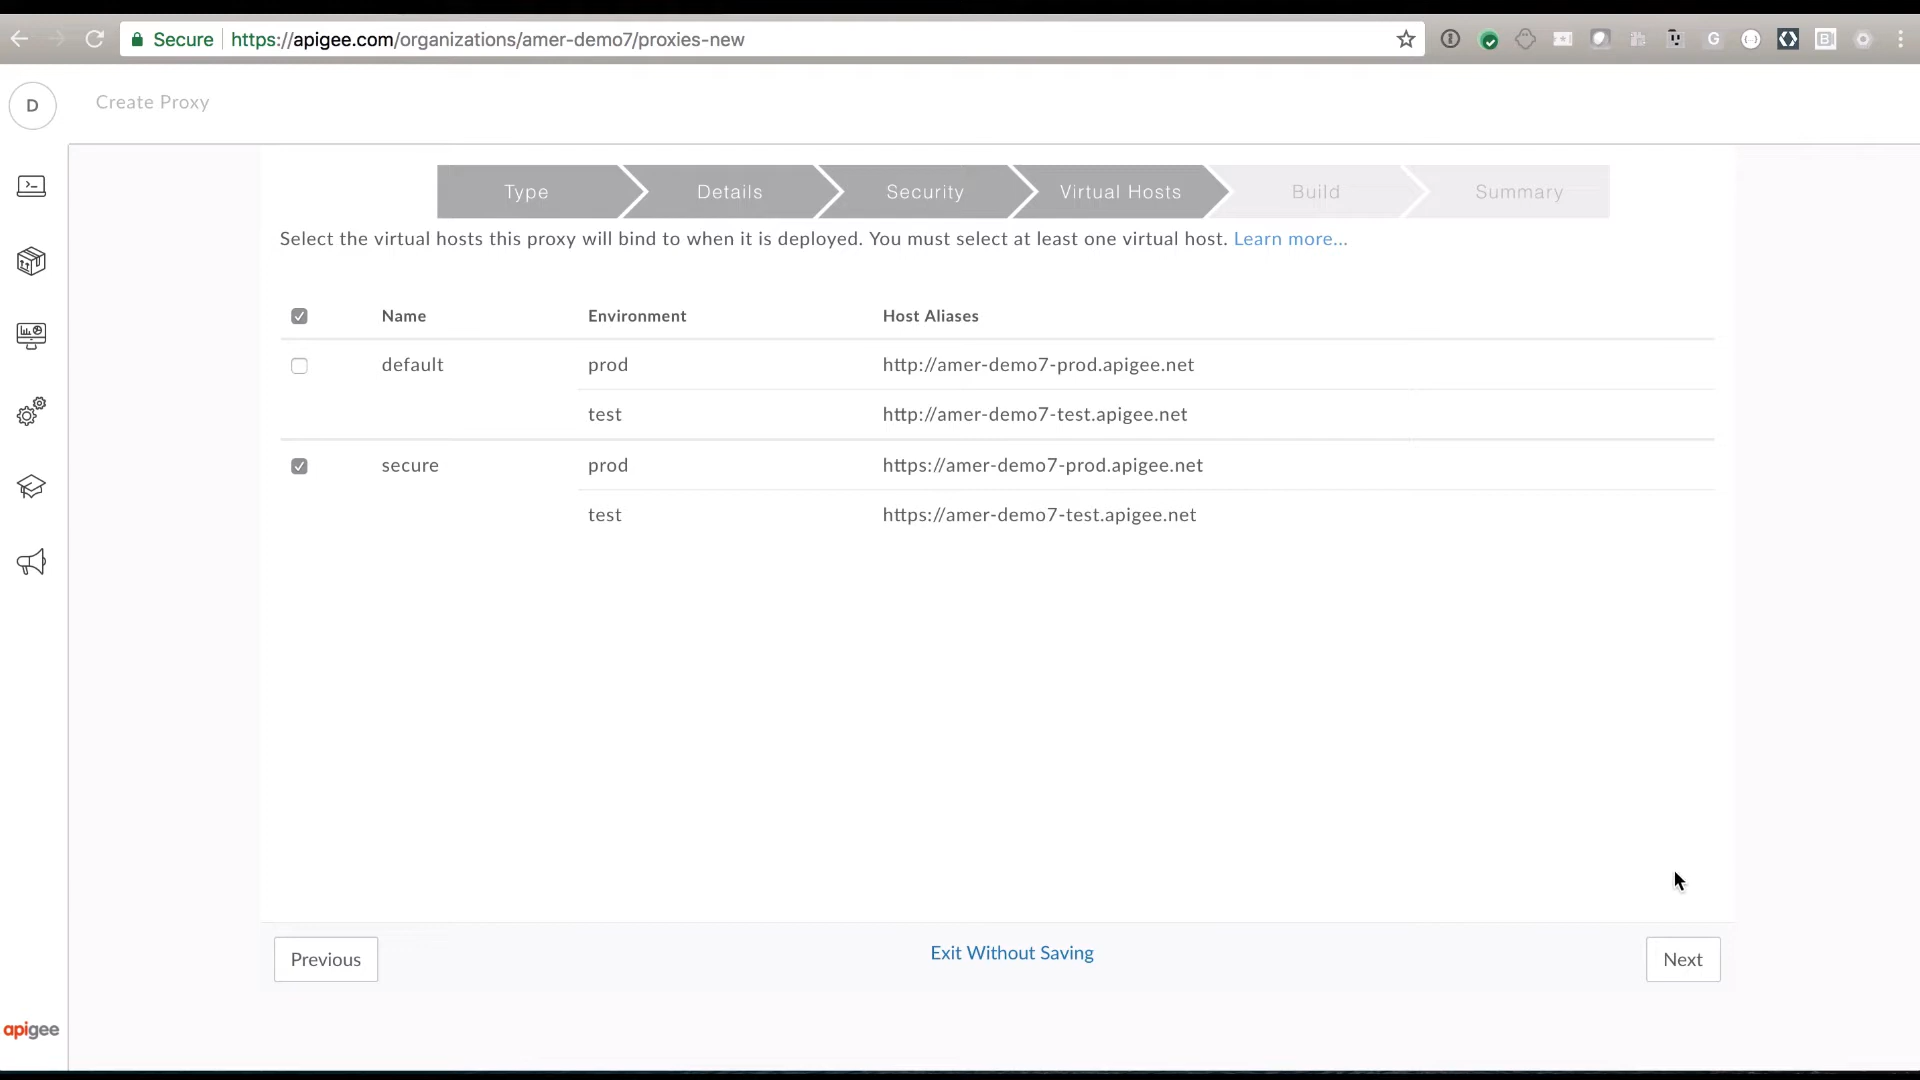 Secure https://apigee.com/organizations/amer-demo7/proxies-new
D Create Proxy
Type Details Security Virtual Hosts Build Summary
Select the virtual hosts this proxy will bind to when it is deployed. You must select at least one virtual host. Learn more...
Name Environment Host Aliases
default prod http://amer-demo7-prod.apigee.net
test http://amer-demo7-test.apigee.net
secure prod https://amer-demo7-prod.apigee.net
test https://amer-demo7-test.apigee.net
Previous Exit Without Saving Next
apigee